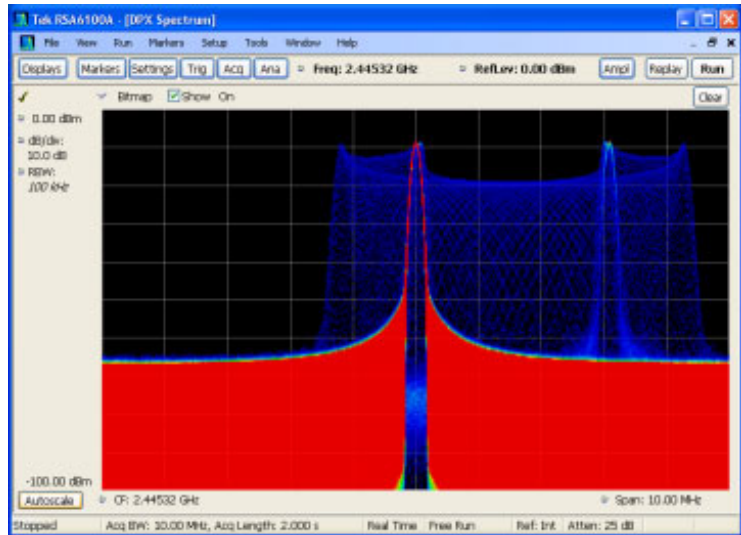 Tek RSA6100A - [DPX Spectrum]
File View Run Markers Setup Tools Window Help
Displays Markers Settings Trig Acq Ana Freq: 2.44532 GHz RefLev: 0.00 dBm Ampl Replay Run
Bitmap Show On Clear
0.00 dBm
dB/div:
10.0 dB
RBW:
100 kHz
-100.00 dBm
Autoscale CF: 2.44532 GHz Span: 10.00 MHz
Stopped Acq BW: 10.00 MHz, Acq Length: 2.000 s Real Time Free Run Ref: Int Atten: 25 dB